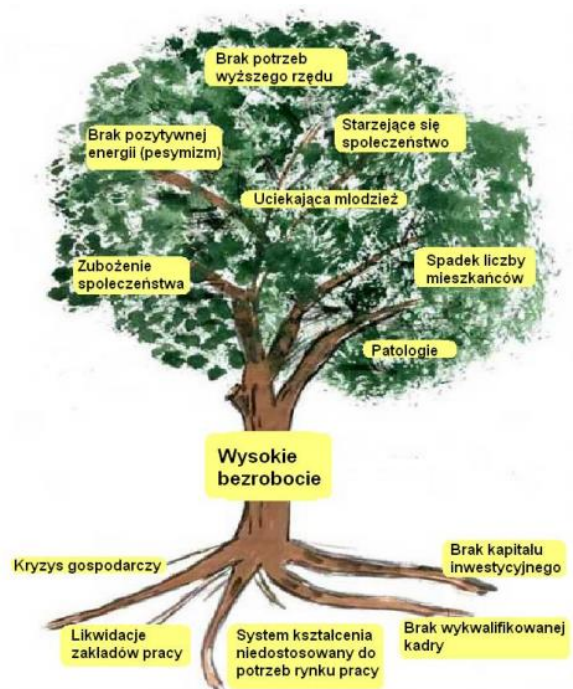 Brak potrzeb
wyższego rzędu
Brak pozytywnej
energii (pesymizm)
Starzejące się
społeczeństwo
Uciekająca młodzież
Zubożenie
społeczeństwa
Spadek liczby
mieszkańców
Patologie
Wysokie
bezrobocie
Kryzys gospodarczy
Brak kapitału
inwestycyjnego
Likwidacje
zakładów pracy
System kształcenia
niedostosowany do
potrzeb rynku pracy
Brak wykwalifikowanej
kadry